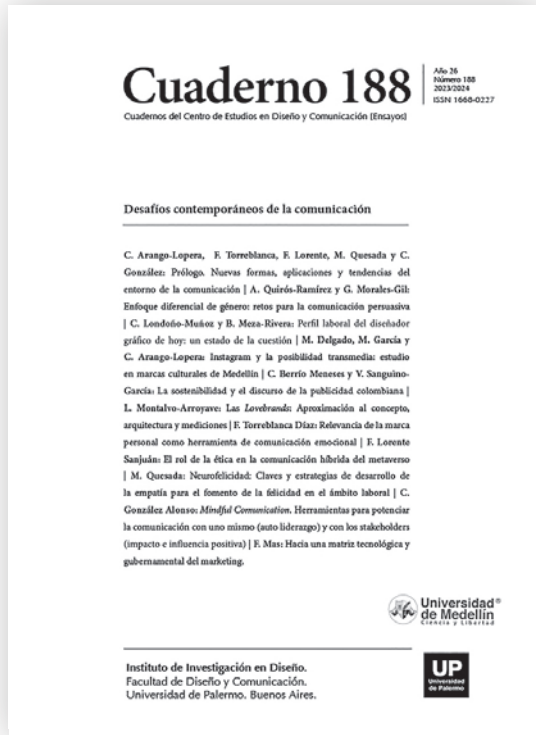 Cuaderno 188
Año 26
Número 188
2023/2024
ISSN 1668-0227
Cuadernos del Centro de Estudios en Diseño y Comunicación [Ensayos]
Desafíos contemporáneos de la comunicación
C. Arango-Lopera, F. Torreblanca, F. Lorente, M. Quesada y C.
González: Prólogo. Nuevas formas, aplicaciones y tendencias del
entorno de la comunicación | A. Quirós-Ramírez y G. Morales-Gil:
Enfoque diferencial de género: retos para la comunicación persuasiva
| C. Londoño-Muñoz y B. Meza-Rivera: Perfil laboral del diseñador
gráfico de hoy: un estado de la cuestión | M. Delgado, M. García y
C. Arango-Lopera: Instagram y la posibilidad transmedia: estudio
en marcas culturales de Medellín | C. Berrío Meneses y V. Sanguino-
García: La sostenibilidad y el discurso de la publicidad colombiana |
L. Montalvo-Arroyave: Las Lovebrands: Aproximación al concepto,
arquitectura y mediciones | F. Torreblanca Díaz: Relevancia de la marca
personal como herramienta de comunicación emocional | F. Lorente
Sanjuán: El rol de la ética en la comunicación híbrida del metaverso
| M. Quesada: Neurofelicidad: Claves y estrategias de desarrollo de
la empatía para el fomento de la felicidad en el ámbito laboral | C.
González Alonso: Mindful Comunication. Herramientas para potenciar
la comunicación con uno mismo (auto liderazgo) y con los stakeholders
(impacto e influencia positiva) | F. Mas: Hacia una matriz tecnológica y
gubernamental del marketing.
Universidad®
de Medellín
Ciencia y Libertad
Instituto de Investigación en Diseño.
Facultad de Diseño y Comunicación.
Universidad de Palermo. Buenos Aires.
UP
Universidad
de Palermo